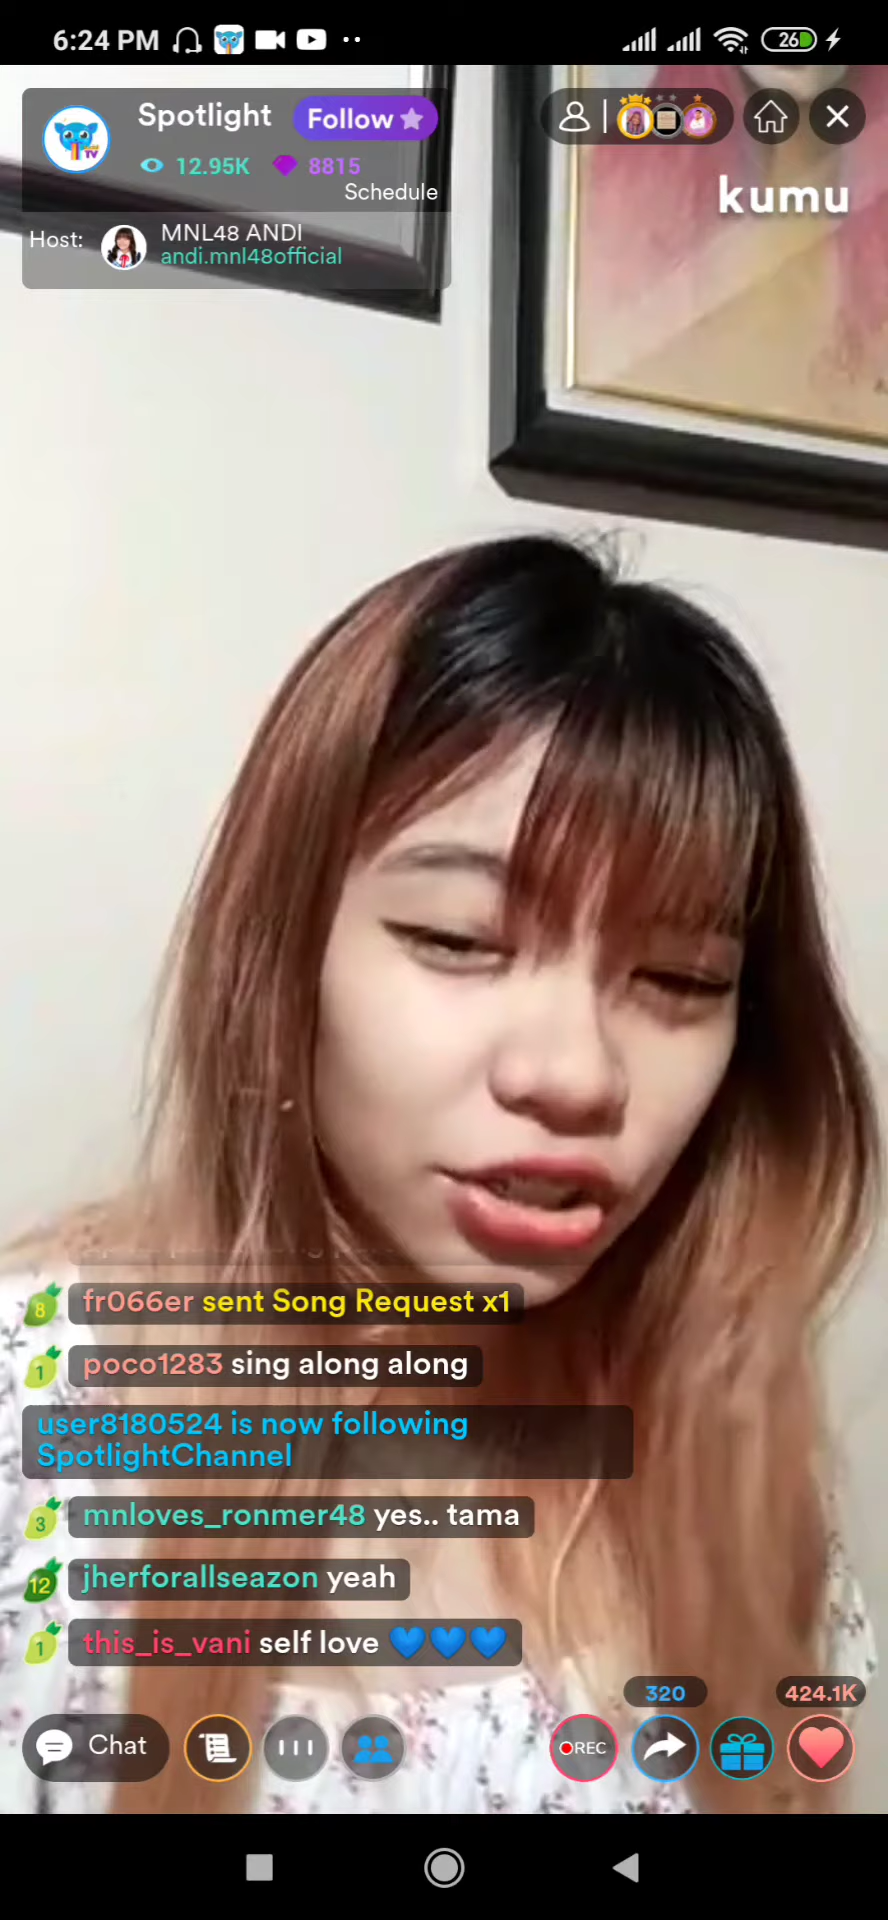 6:24 PM
26
Spotlight
Follow
12.95K
8815
Schedule
kumu
Host:
MNL48 ANDI
andi.mnl48official
TV
8 fr066er sent Song Request x1
1 poco1283 sing along along
user8180524 is now following
SpotlightChannel
3 mnloves_ronmer48 yes.. tama
12 jherforallseazon yeah
1 this_is_vani self love 💙💙💙
320
424.1K
Chat
REC